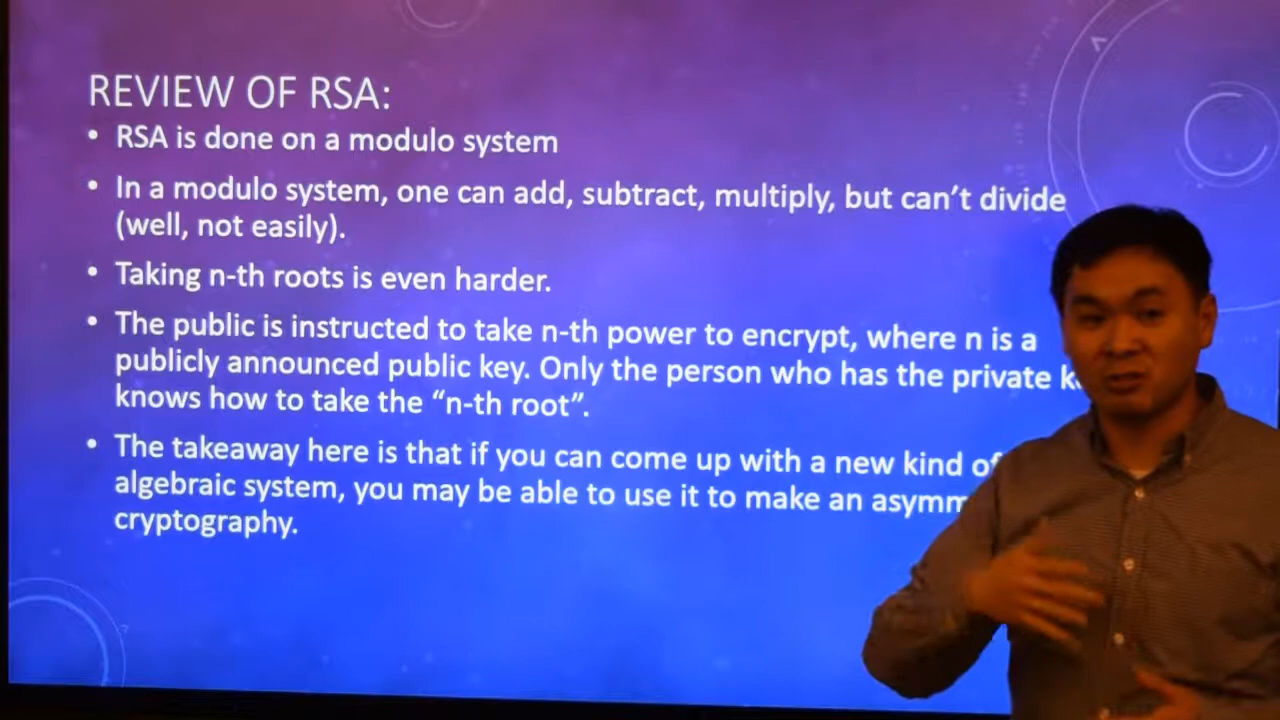 REVIEW OF RSA:
• RSA is done on a modulo system
• In a modulo system, one can add, subtract, multiply, but can't divide
(well, not easily).
• Taking n-th roots is even harder.
• The public is instructed to take n-th power to encrypt, where n is a
publicly announced public key. Only the person who has the private
knows how to take the “n-th root”.
• The takeaway here is that if you can come up with a new kind of
algebraic system, you may be able to use it to make an
cryptography.